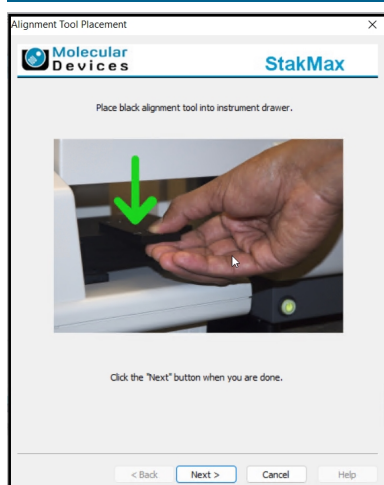 Alignment Tool Placement
Molecular
Devices
StakMax
Place black alignment tool into instrument drawer.
Click the "Next" button when you are done.
< Back Next > Cancel Help